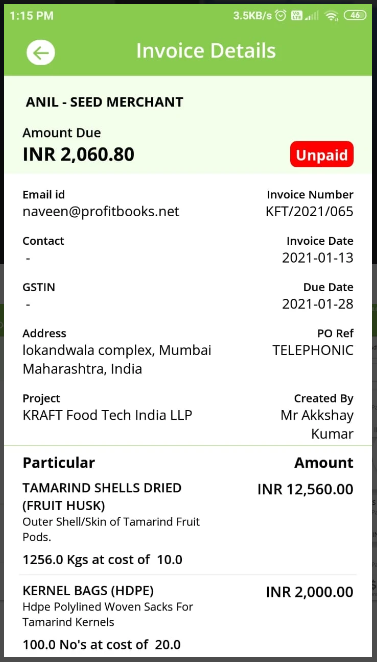 1:15 PM 3.5KB/s 46
Invoice Details
ANIL - SEED MERCHANT
Amount Due
INR 2,060.80 Unpaid
Email id Invoice Number
naveen@profitbooks.net KFT/2021/065
Contact Invoice Date
- 2021-01-13
GSTIN Due Date
- 2021-01-28
Address PO Ref
lokandwala complex, Mumbai TELEPHONIC
Maharashtra, India
Project Created By
KRAFT Food Tech India LLP Mr Akkshay
Kumar
Particular Amount
TAMARIND SHELLS DRIED INR 12,560.00
(FRUIT HUSK)
Outer Shell/Skin of Tamarind Fruit
Pods.
1256.0 Kgs at cost of 10.0
KERNEL BAGS (HDPE) INR 2,000.00
Hdpe Polylined Woven Sacks For
Tamarind Kernels
100.0 No's at cost of 20.0